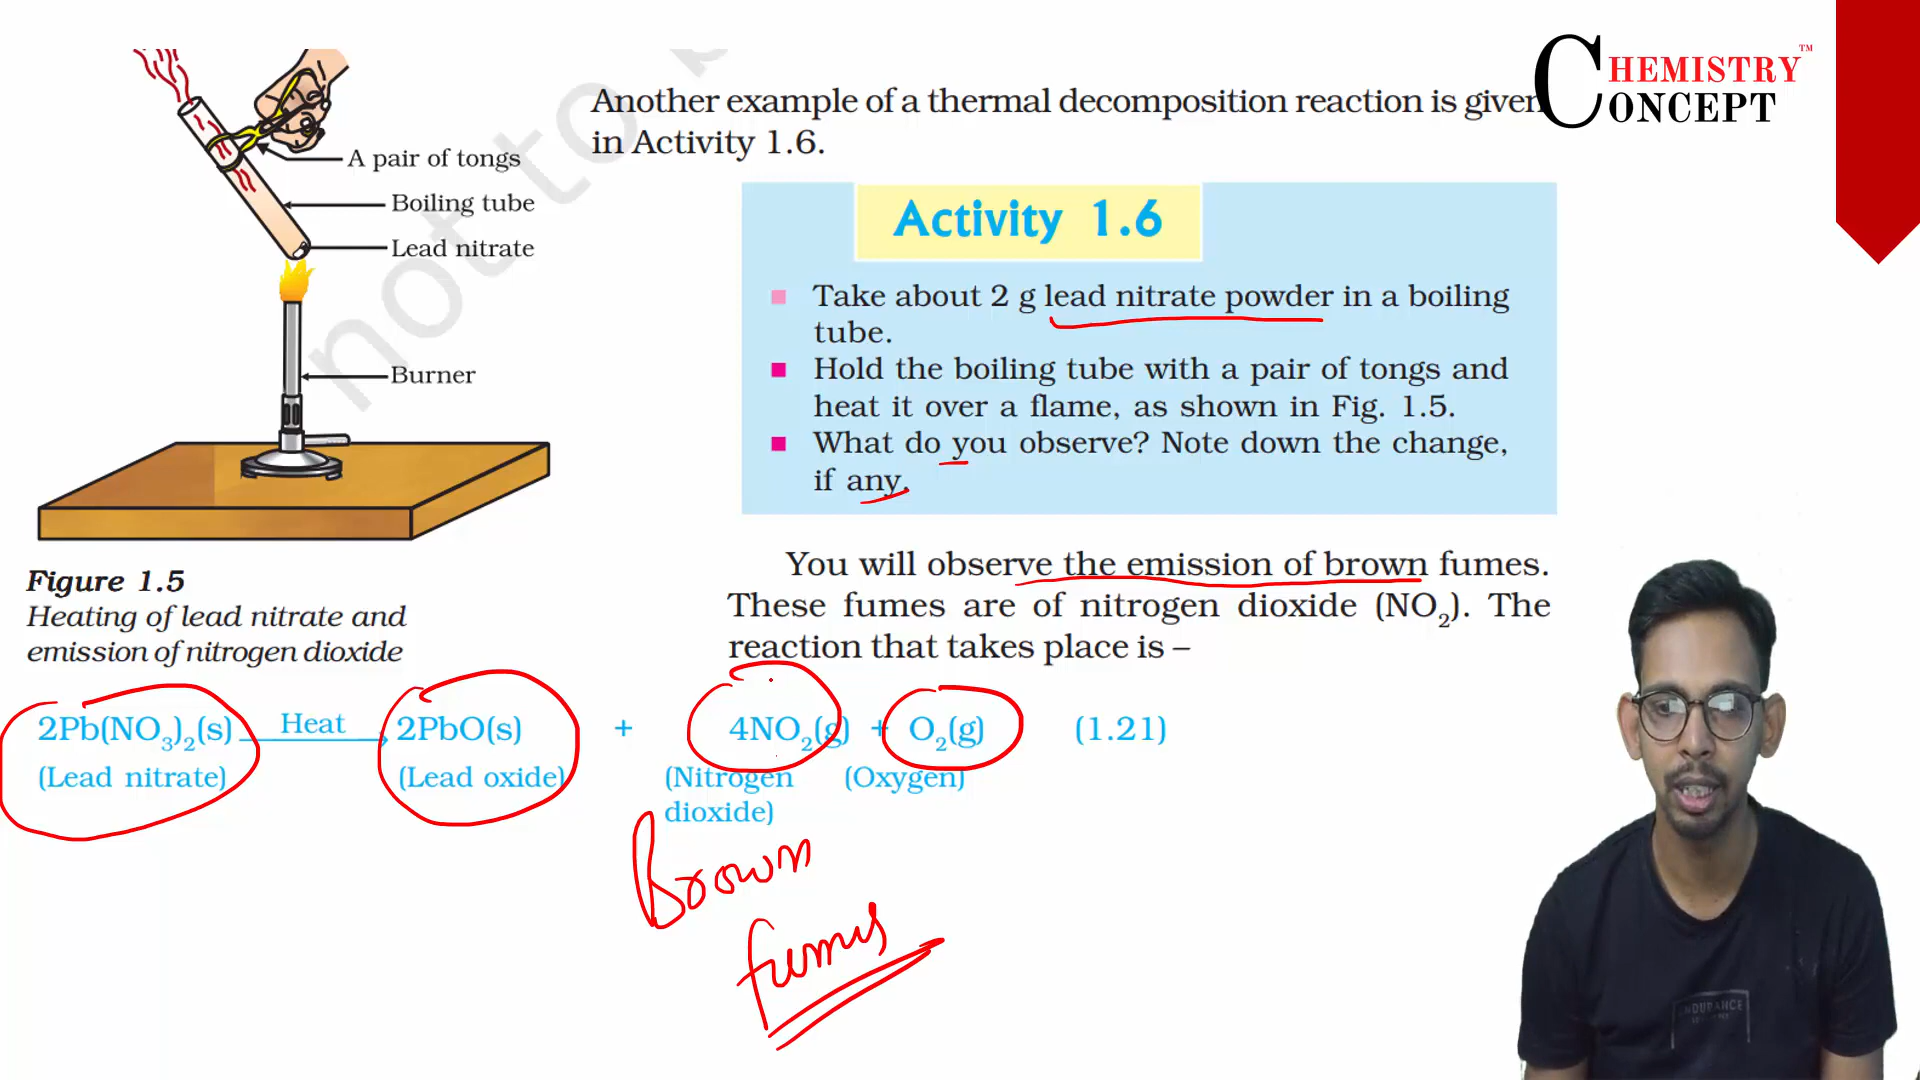 CHEMISTRY™
CONCEPT
Another example of a thermal decomposition reaction is given
in Activity 1.6.
A pair of tongs
Boiling tube
Lead nitrate
Burner
not to b
Activity 1.6
Take about 2 g lead nitrate powder in a boiling
tube.
Hold the boiling tube with a pair of tongs and
heat it over a flame, as shown in Fig. 1.5.
What do you observe? Note down the change,
if any.
Figure 1.5
Heating of lead nitrate and
emission of nitrogen dioxide
You will observe the emission of brown fumes.
These fumes are of nitrogen dioxide (NO₂). The
reaction that takes place is –
2Pb(NO₃)₂(s) Heat→ 2PbO(s) + 4NO₂(g) + O₂(g) (1.21)
(Lead nitrate) (Lead oxide) (Nitrogen (Oxygen)
dioxide)
Brown
fumes